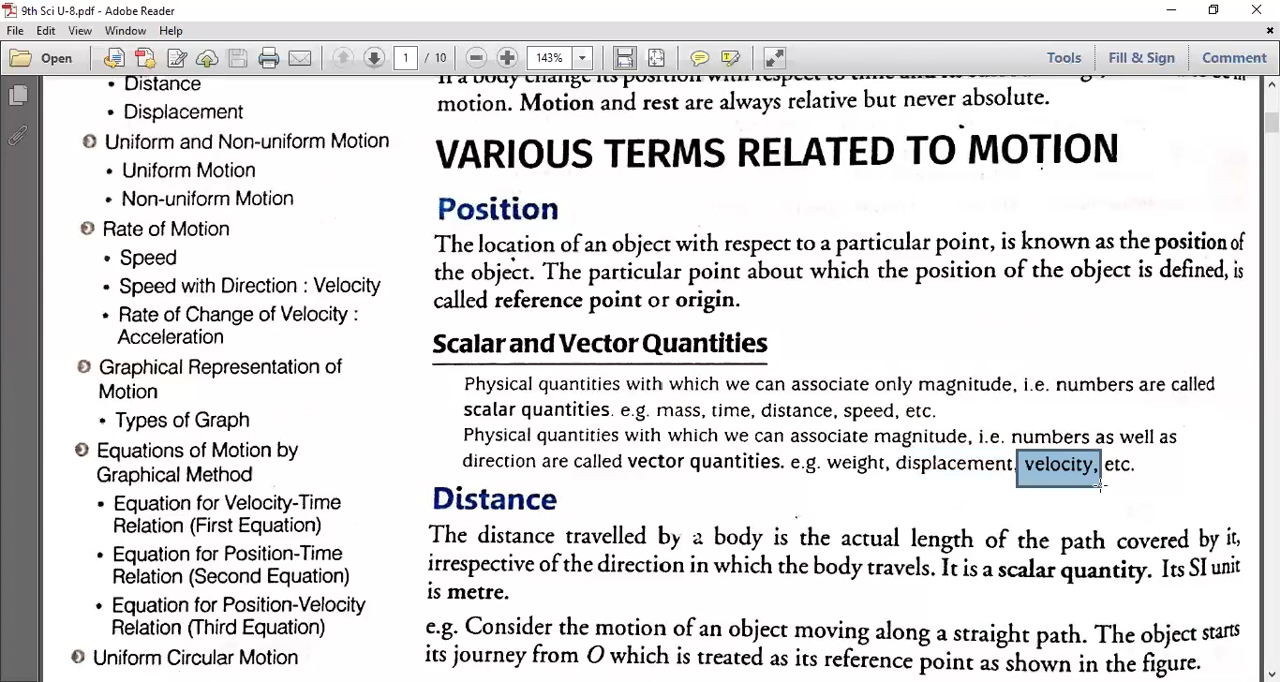 9th Sci U-8.pdf - Adobe Reader
File Edit View Window Help
Open 1 / 10 143% Tools Fill & Sign Comment
• Distance
• Displacement
Uniform and Non-uniform Motion
• Uniform Motion
• Non-uniform Motion
Rate of Motion
• Speed
• Speed with Direction : Velocity
• Rate of Change of Velocity :
Acceleration
Graphical Representation of
Motion
• Types of Graph
Equations of Motion by
Graphical Method
• Equation for Velocity-Time
Relation (First Equation)
• Equation for Position-Time
Relation (Second Equation)
• Equation for Position-Velocity
Relation (Third Equation)
Uniform Circular Motion
If a body change its position with respect to time and its
motion. Motion and rest are always relative but never absolute.
VARIOUS TERMS RELATED TO MOTION
Position
The location of an object with respect to a particular point, is known as the position of
the object. The particular point about which the position of the object is defined, is
called reference point or origin.
Scalar and Vector Quantities
Physical quantities with which we can associate only magnitude, i.e. numbers are called
scalar quantities. e.g. mass, time, distance, speed, etc.
Physical quantities with which we can associate magnitude, i.e. numbers as well as
direction are called vector quantities. e.g. weight, displacement, velocity, etc.
Distance
The distance travelled by a body is the actual length of the path covered by it,
irrespective of the direction in which the body travels. It is a scalar quantity. Its SI unit
is metre.
e.g. Consider the motion of an object moving along a straight path. The object starts
its journey from O which is treated as its reference point as shown in the figure.